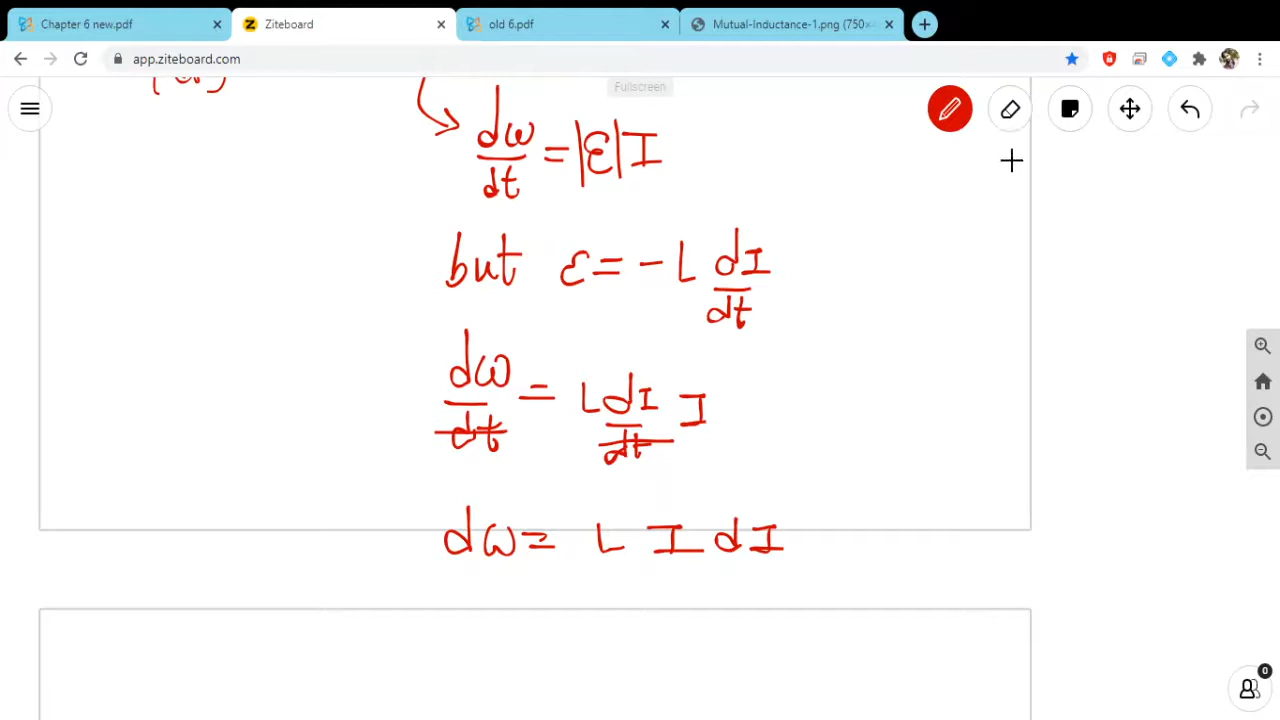 Chapter 6 new.pdf
Ziteboard
old 6.pdf
Mutual-Inductance-1.png (750×
app.ziteboard.com
Fullscreen
dω/dt = |ε| I
but ε = - L dI/dt
dω/dt = L dI/dt I
dω = L I dI
0